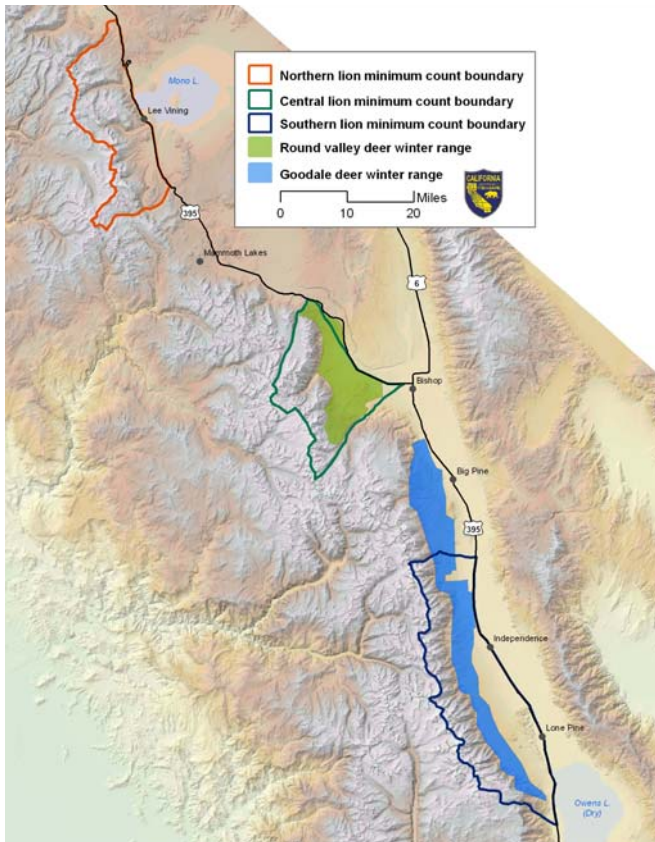 Mono L.
Lee Vining
Northern lion minimum count boundary
Central lion minimum count boundary
Southern lion minimum count boundary
Round valley deer winter range
Goodale deer winter range
Miles
0 10 20
CALIFORNIA
395
Mammoth Lakes
6
Bishop
Big Pine
395
Independence
Lone Pine
Owens L.
(Dry)